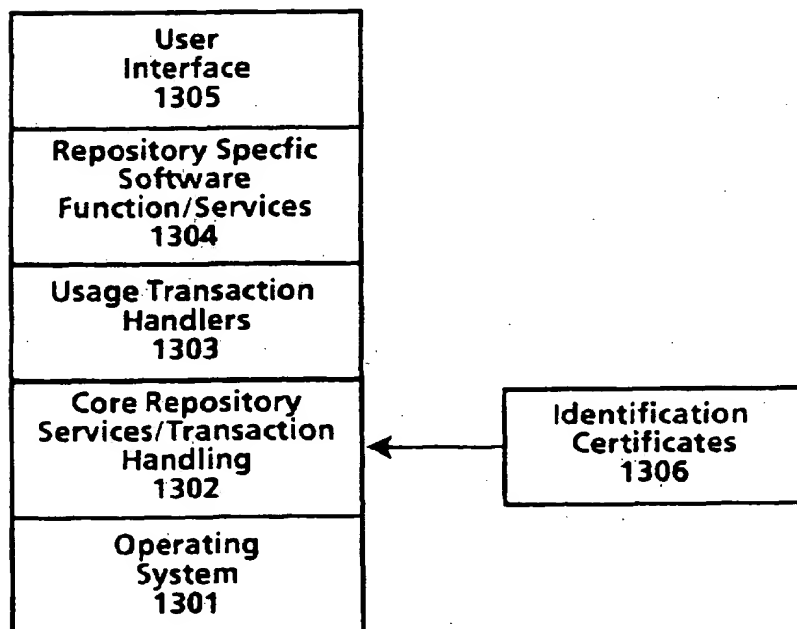 User
Interface
1305
Repository Specfic
Software
Function/Services
1304
Usage Transaction
Handlers
1303
Core Repository
Services/Transaction
Handling
1302
Identification
Certificates
1306
Operating
System
1301